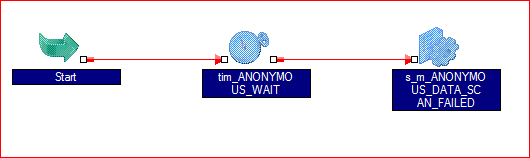 Start
tim_ANONYMO
US_WAIT
s_m_ANONYMO
US_DATA_SC
AN_FAILED